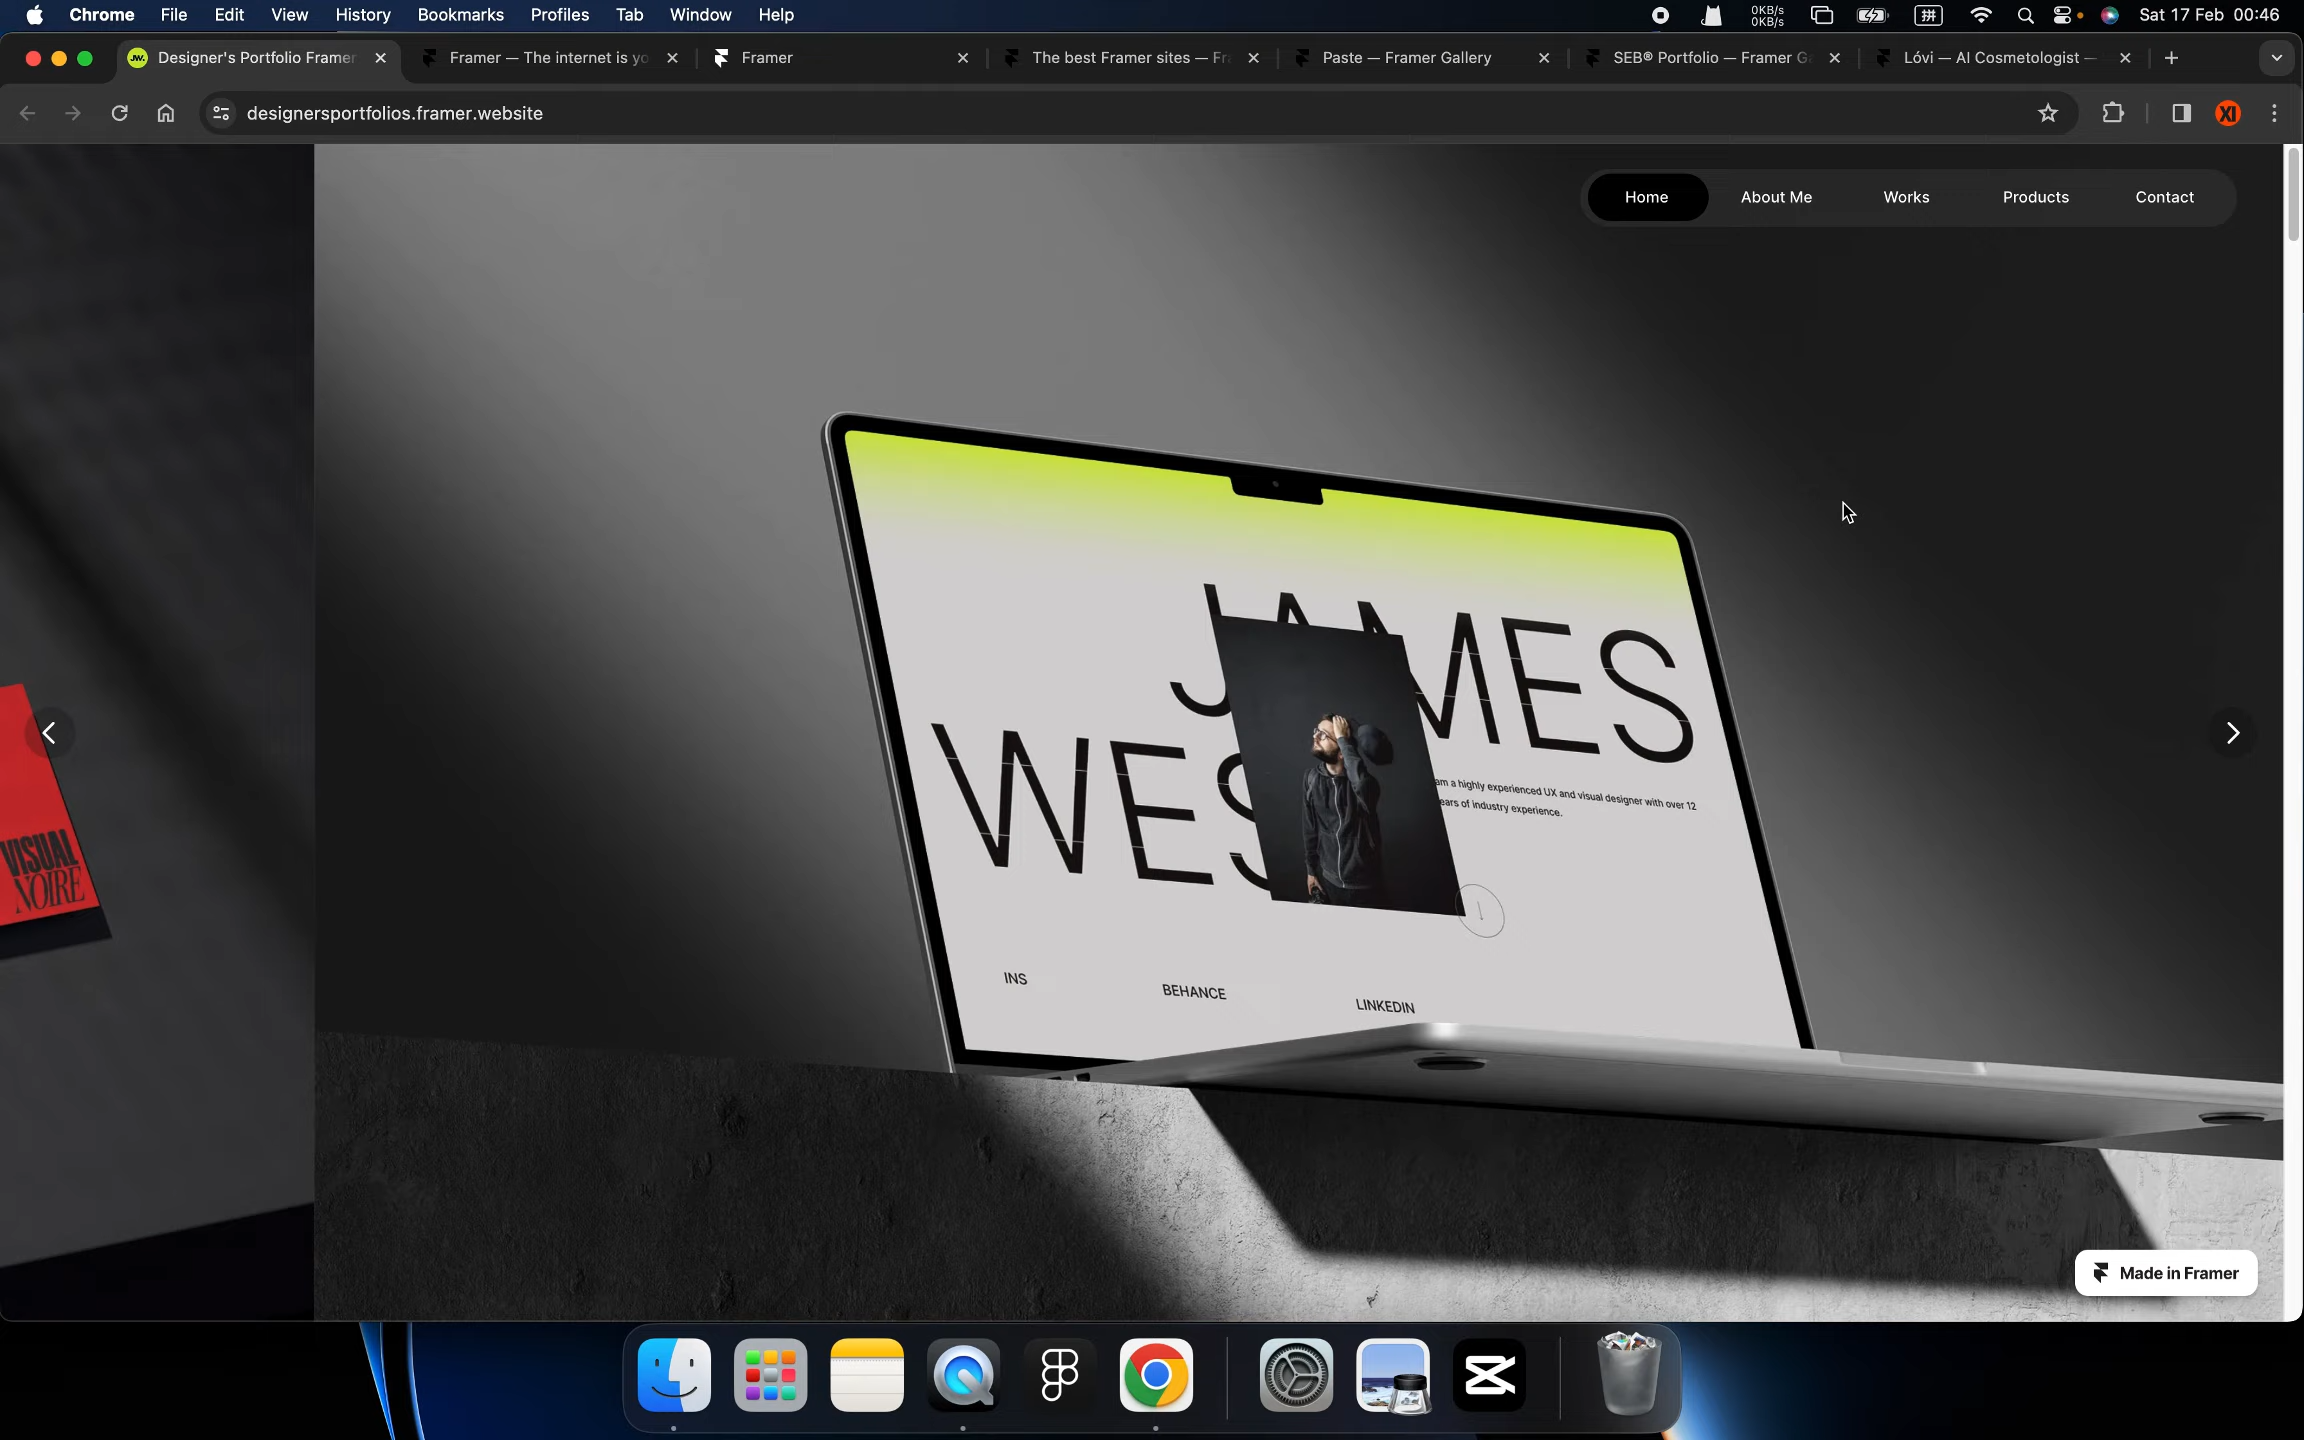 Chrome File Edit View History Bookmarks Profiles Tab Window Help
0KB/s
0KB/s
Sat 17 Feb 00:46
Designer's Portfolio Framer
Framer — The internet is yo
Framer
The best Framer sites — Fr
Paste — Framer Gallery
SEB® Portfolio — Framer Ga
Lóvi — AI Cosmetologist —
designersportfolios.framer.website
XI
Home About Me Works Products Contact
JAMES
WES
am a highly experienced UX and visual designer with over 12
ears of industry experience.
INS
BEHANCE
LINKEDIN
VISUAL
NOIRE
Made in Framer